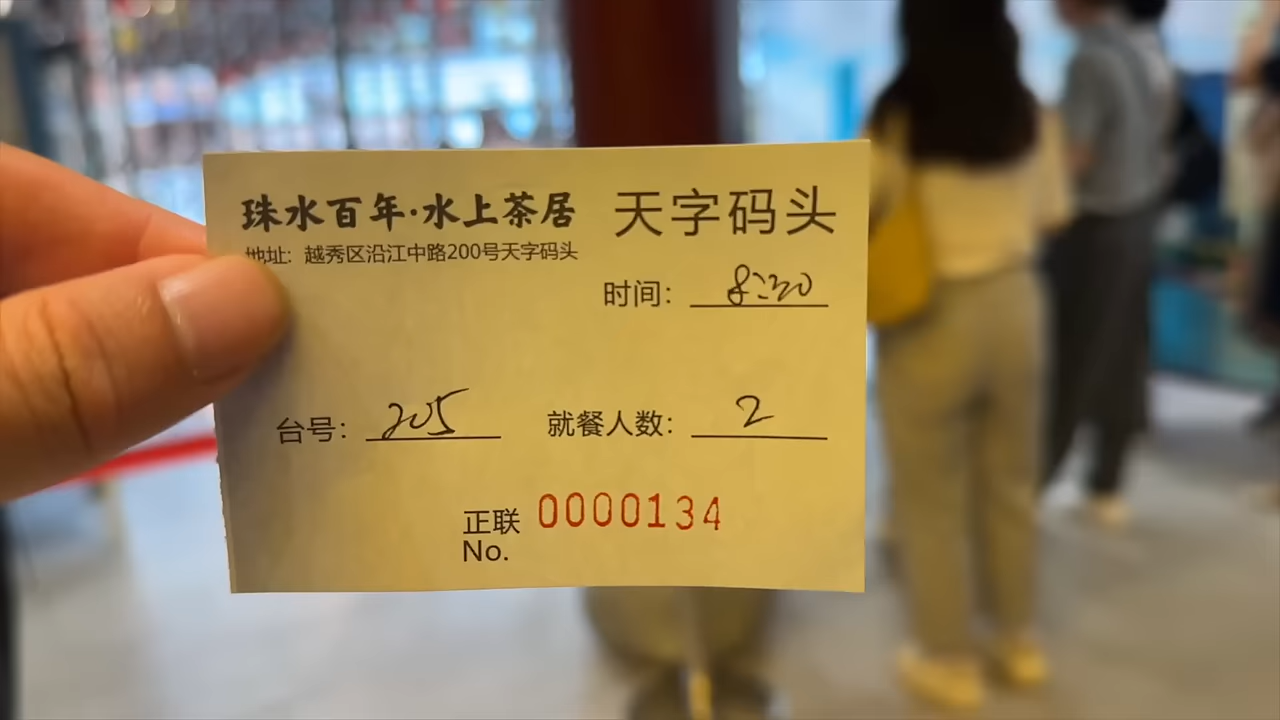 珠水百年·水上茶居 天字码头
地址: 越秀区沿江中路200号天字码头
时间: 8:30
台号: 205 就餐人数: 2
正联 0000134
No.